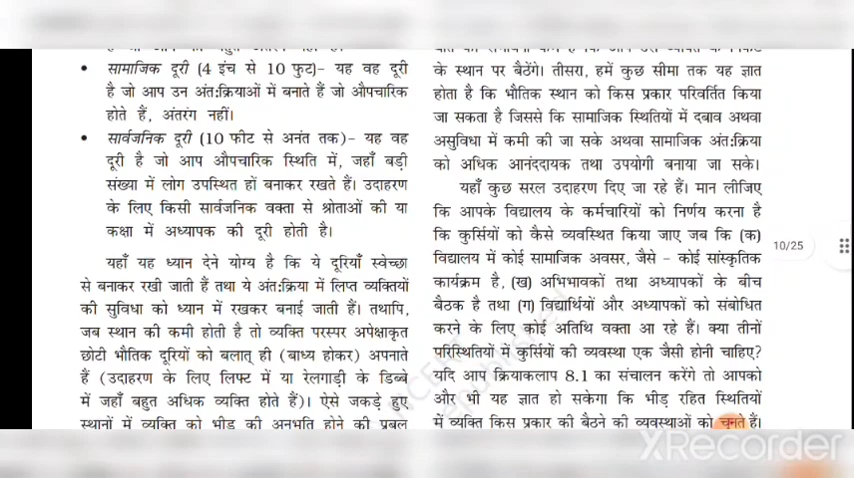 • सामाजिक दूरी (4 इंच से 10 फुट)- यह वह दूरी
है जो आप उन अंत:क्रियाओं में बनाते हैं जो औपचारिक
होते हैं, अंतरंग नहीं।
• सार्वजनिक दूरी (10 फीट से अनंत तक)- यह वह
दूरी है जो आप औपचारिक स्थिति में, जहाँ बड़ी
संख्या में लोग उपस्थित हों बनाकर रखते हैं। उदाहरण
के लिए किसी सार्वजनिक वक्ता से श्रोताओं की या
कक्षा में अध्यापक की दूरी होती है।
यहाँ यह ध्यान देने योग्य है कि ये दूरियाँ स्वेच्छा
से बनाकर रखी जाती हैं तथा ये अंत:क्रिया में लिप्त व्यक्तियों
की सुविधा को ध्यान में रखकर बनाई जाती हैं। तथापि,
जब स्थान की कमी होती है तो व्यक्ति परस्पर अपेक्षाकृत
छोटी भौतिक दूरियों को बलात् ही (बाध्य होकर) अपनाते
हैं (उदाहरण के लिए लिफ्ट में या रेलगाड़ी के डिब्बे
में जहाँ बहुत अधिक व्यक्ति होते हैं)। ऐसे जकड़े हुए
स्थानों में व्यक्ति को भीड़ की अनुभूति होने की प्रबल
के स्थान पर बैठेंगे। तीसरा, हमें कुछ सीमा तक यह ज्ञात
होता है कि भौतिक स्थान को किस प्रकार परिवर्तित किया
जा सकता है जिससे कि सामाजिक स्थितियों में दबाव अथवा
असुविधा में कमी की जा सके अथवा सामाजिक अंत:क्रिया
को अधिक आनंददायक तथा उपयोगी बनाया जा सके।
यहाँ कुछ सरल उदाहरण दिए जा रहे हैं। मान लीजिए
कि आपके विद्यालय के कर्मचारियों को निर्णय करना है
कि कुर्सियों को कैसे व्यवस्थित किया जाए जब कि (क)
विद्यालय में कोई सामाजिक अवसर, जैसे – कोई सांस्कृतिक
कार्यक्रम है, (ख) अभिभावकों तथा अध्यापकों के बीच
बैठक है तथा (ग) विद्यार्थियों और अध्यापकों को संबोधित
करने के लिए कोई अतिथि वक्ता आ रहे हैं। क्या तीनों
परिस्थितियों में कुर्सियों की व्यवस्था एक जैसी होनी चाहिए?
यदि आप क्रियाकलाप 8.1 का संचालन करेंगे तो आपको
और भी यह ज्ञात हो सकेगा कि भीड़ रहित स्थितियों
में व्यक्ति किस प्रकार की बैठने की व्यवस्थाओं को चुनते हैं।
10/25
XRecorder